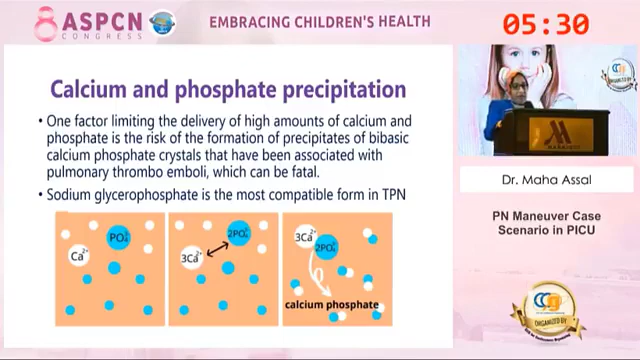 8 ASPCN
CONGRESS
EMBRACING CHILDREN'S HEALTH
05:30
Calcium and phosphate precipitation
• One factor limiting the delivery of high amounts of calcium and
phosphate is the risk of the formation of precipitates of bibasic
calcium phosphate crystals that have been associated with
pulmonary thrombo emboli, which can be fatal.
• Sodium glycerophosphate is the most compatible form in TPN
PO₄
Ca²⁺
2PO₄
3Ca²⁺
3Ca²⁺
2PO₄
calcium phosphate
Dr. Maha Assal
PN Maneuver Case
Scenario in PICU
ORGANIZED BY